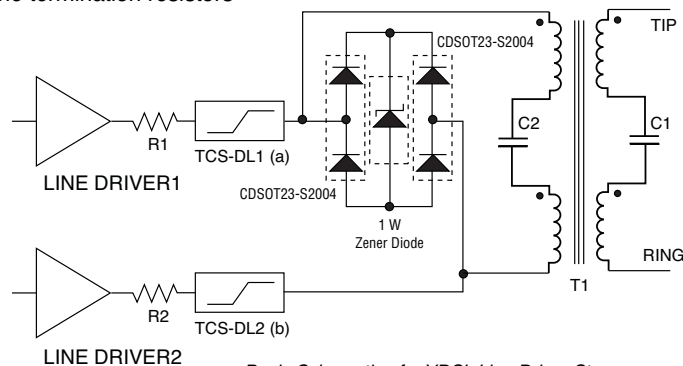 TIP
CDSOT23-S2004
C2
C1
R1
TCS-DL1 (a)
LINE DRIVER1
CDSOT23-S2004
1 W
Zener Diode
RING
T1
R2
TCS-DL2 (b)
LINE DRIVER2